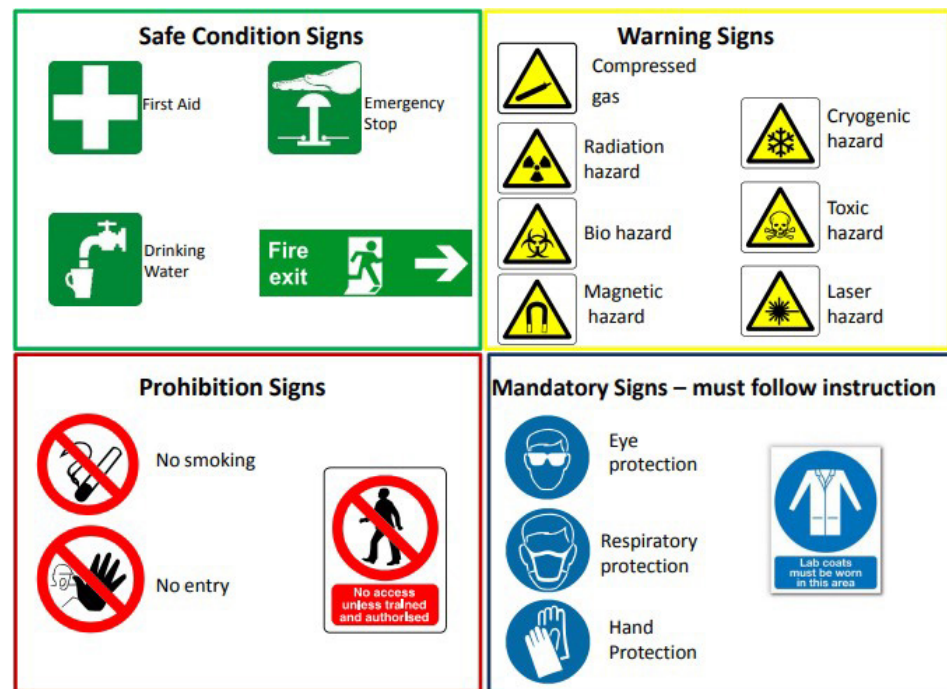 Safe Condition Signs
First Aid
Emergency
Stop
Drinking
Water
Fire
exit
Warning Signs
Compressed
gas
Radiation
hazard
Bio hazard
Magnetic
hazard
Cryogenic
hazard
Toxic
hazard
Laser
hazard
Prohibition Signs
No smoking
No entry
No access
unless trained
and authorised
Mandatory Signs – must follow instruction
Eye
protection
Respiratory
protection
Hand
Protection
Lab coats
must be worn
in this area